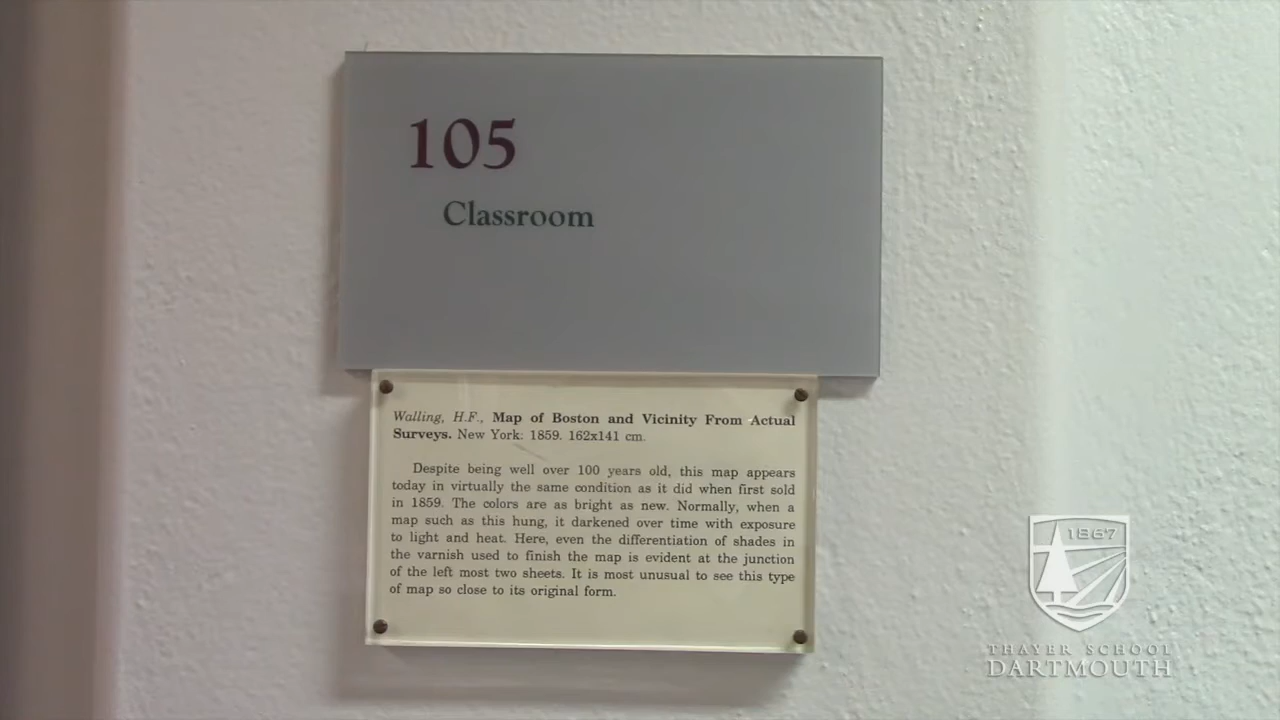 105
Classroom
Walling, H.F., Map of Boston and Vicinity From Actual
Surveys. New York: 1859. 162x141 cm.
Despite being well over 100 years old, this map appears
today in virtually the same condition as it did when first sold
in 1859. The colors are as bright as new. Normally, when a
map such as this hung, it darkened over time with exposure
to light and heat. Here, even the differentiation of shades in
the varnish used to finish the map is evident at the junction
of the left most two sheets. It is most unusual to see this type
of map so close to its original form.
1867
THAYER SCHOOL
DARTMOUTH